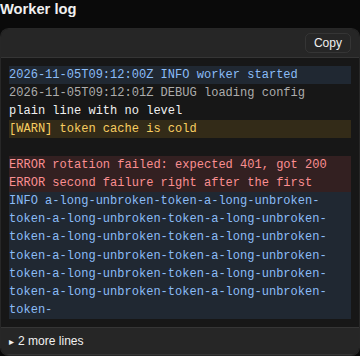 Worker log
Copy
2026-11-05T09:12:00Z INFO worker started
2026-11-05T09:12:01Z DEBUG loading config
plain line with no level
[WARN] token cache is cold
ERROR rotation failed: expected 401, got 200
ERROR second failure right after the first
INFO a-long-unbroken-token-a-long-unbroken-
token-a-long-unbroken-token-a-long-unbroken-
token-a-long-unbroken-token-a-long-unbroken-
token-a-long-unbroken-token-a-long-unbroken-
token-a-long-unbroken-token-a-long-unbroken-
token-a-long-unbroken-token-a-long-unbroken-
token-
▸ 2 more lines